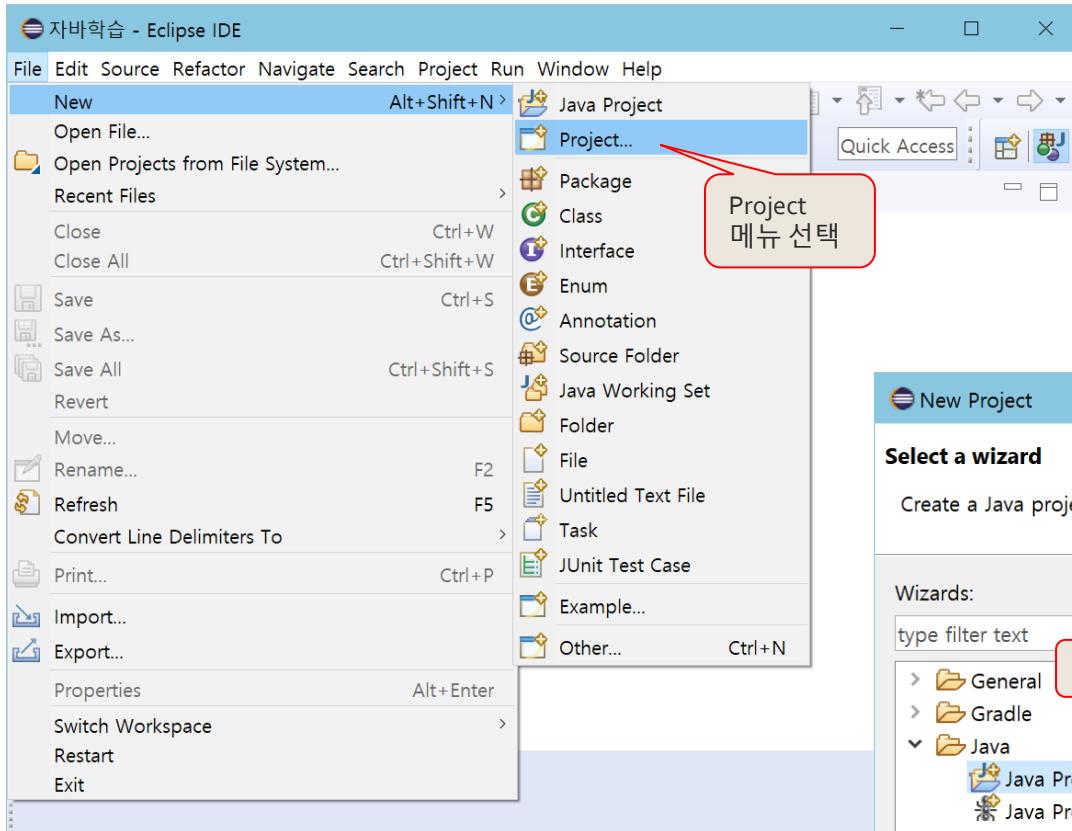 자바학습 - Eclipse IDE
File Edit Source Refactor Navigate Search Project Run Window Help
New Alt+Shift+N
Open File...
Open Projects from File System...
Recent Files
Close Ctrl+W
Close All Ctrl+Shift+W
Save Ctrl+S
Save As...
Save All Ctrl+Shift+S
Revert
Move...
Rename... F2
Refresh F5
Convert Line Delimiters To
Print... Ctrl+P
Import...
Export...
Properties Alt+Enter
Switch Workspace
Restart
Exit
Java Project
Project...
Package
Class
Interface
Enum
Annotation
Source Folder
Java Working Set
Folder
File
Untitled Text File
Task
JUnit Test Case
Example...
Other... Ctrl+N
Project
메뉴 선택
Quick Access
New Project
Select a wizard
Create a Java
Wizards:
type filter text
General
Gradle
Java
Java
Java